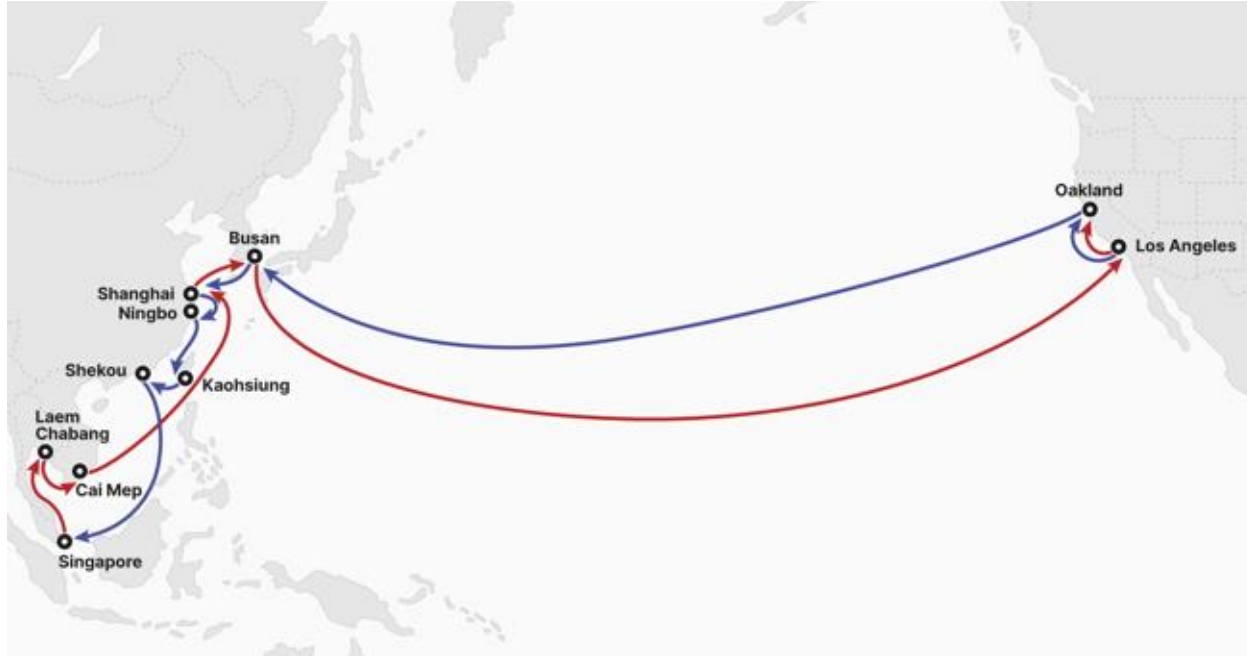 Oakland
Los Angeles
Busan
Shanghai
Ningbo
Shekou
Kaohsiung
Laem
Chabang
Cai Mep
Singapore